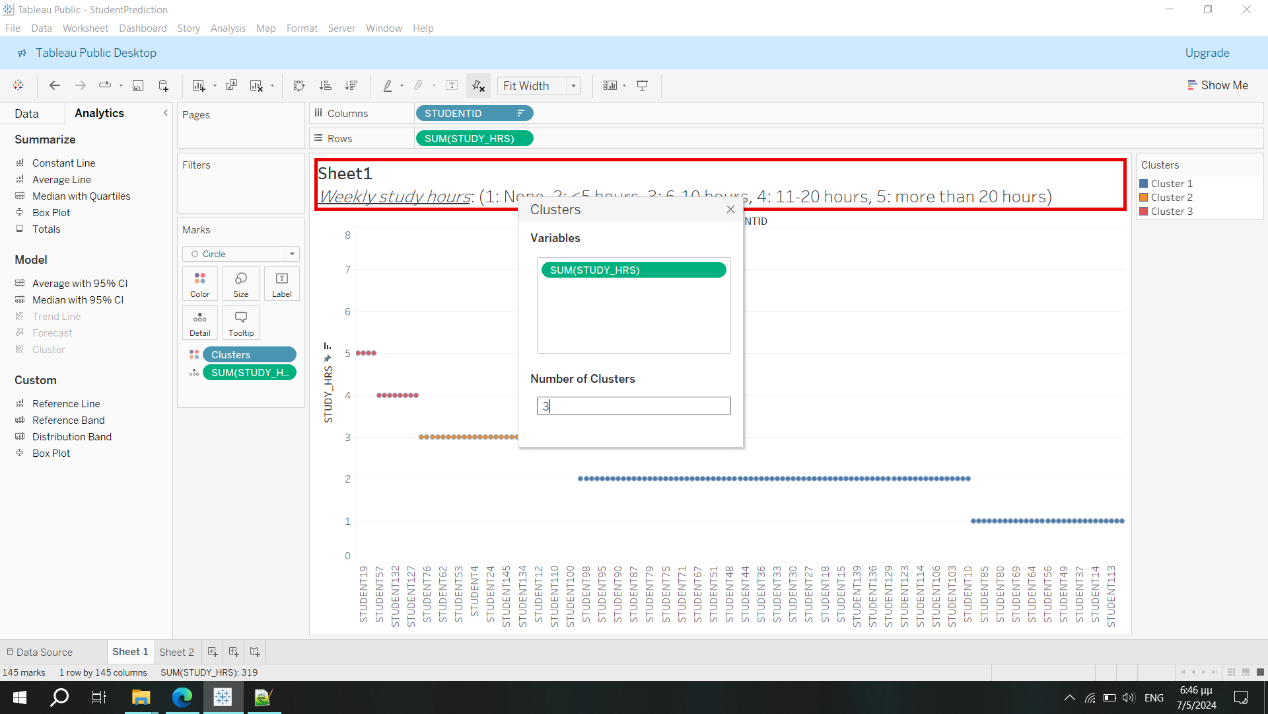 Tableau Public - StudentPrediction
File Data Worksheet Dashboard Story Analysis Map Format Server Window Help
Tableau Public Desktop Upgrade
Fit Width Show Me
Data Analytics
Summarize
Constant Line
Average Line
Median with Quartiles
Box Plot
Totals
Model
Average with 95% CI
Median with 95% CI
Trend Line
Forecast
Cluster
Custom
Reference Line
Reference Band
Distribution Band
Box Plot
Pages
Filters
Marks
Circle
Color Size Label
Detail Tooltip
Clusters
SUM(STUDY_H..
Columns STUDENTID
Rows SUM(STUDY_HRS)
Sheet1
Weekly study hours: (1: None, 2: <5 hours, 3: 6-10 hours, 4: 11-20 hours, 5: more than 20 hours)
NTID
Clusters
Variables
SUM(STUDY_HRS)
Number of Clusters
3
STUDY_HRS
8
7
6
5
4
3
2
1
0
STUDENT19
STUDENT57
STUDENT132
STUDENT127
STUDENT76
STUDENT62
STUDENT53
STUDENT4
STUDENT24
STUDENT145
STUDENT134
STUDENT12
STUDENT110
STUDENT100
STUDENT98
STUDENT95
STUDENT90
STUDENT87
STUDENT79
STUDENT75
STUDENT71
STUDENT67
STUDENT51
STUDENT48
STUDENT44
STUDENT36
STUDENT33
STUDENT30
STUDENT27
STUDENT18
STUDENT15
STUDENT139
STUDENT136
STUDENT129
STUDENT123
STUDENT114
STUDENT106
STUDENT103
STUDENT10
STUDENT85
STUDENT80
STUDENT69
STUDENT64
STUDENT56
STUDENT49
STUDENT37
STUDENT14
STUDENT113
Clusters
Cluster 1
Cluster 2
Cluster 3
Data Source Sheet 1 Sheet 2
145 marks 1 row by 145 columns SUM(STUDY_HRS): 319
ENG
6:46 μμ
7/5/2024